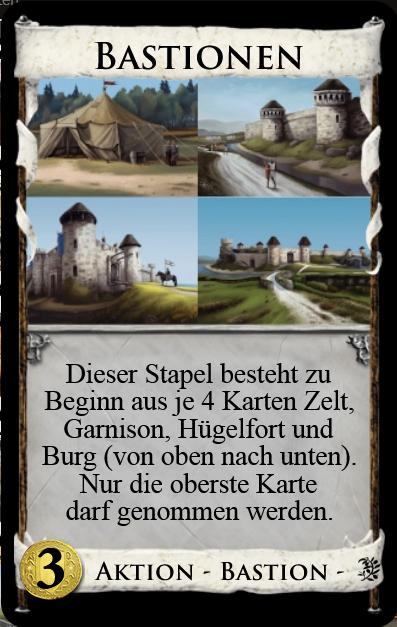 BASTIONEN
Dieser Stapel besteht zu
Beginn aus je 4 Karten Zelt,
Garnison, Hügelfort und
Burg (von oben nach unten).
Nur die oberste Karte
darf genommen werden.
3 AKTION - BASTION -